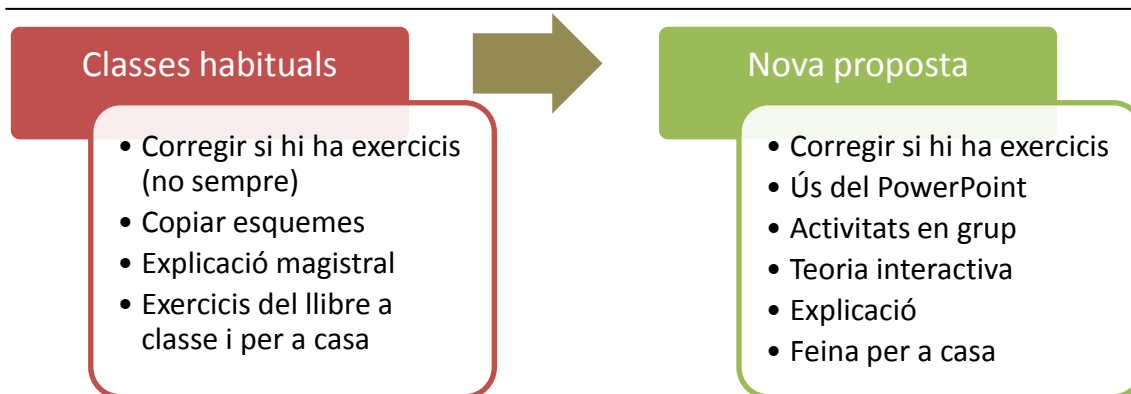 Classes habituals
• Corregir si hi ha exercicis
(no sempre)
• Copiar esquemes
• Explicació magistral
• Exercicis del llibre a
classe i per a casa
Nova proposta
• Corregir si hi ha exercicis
• Ús del PowerPoint
• Activitats en grup
• Teoria interactiva
• Explicació
• Feina per a casa